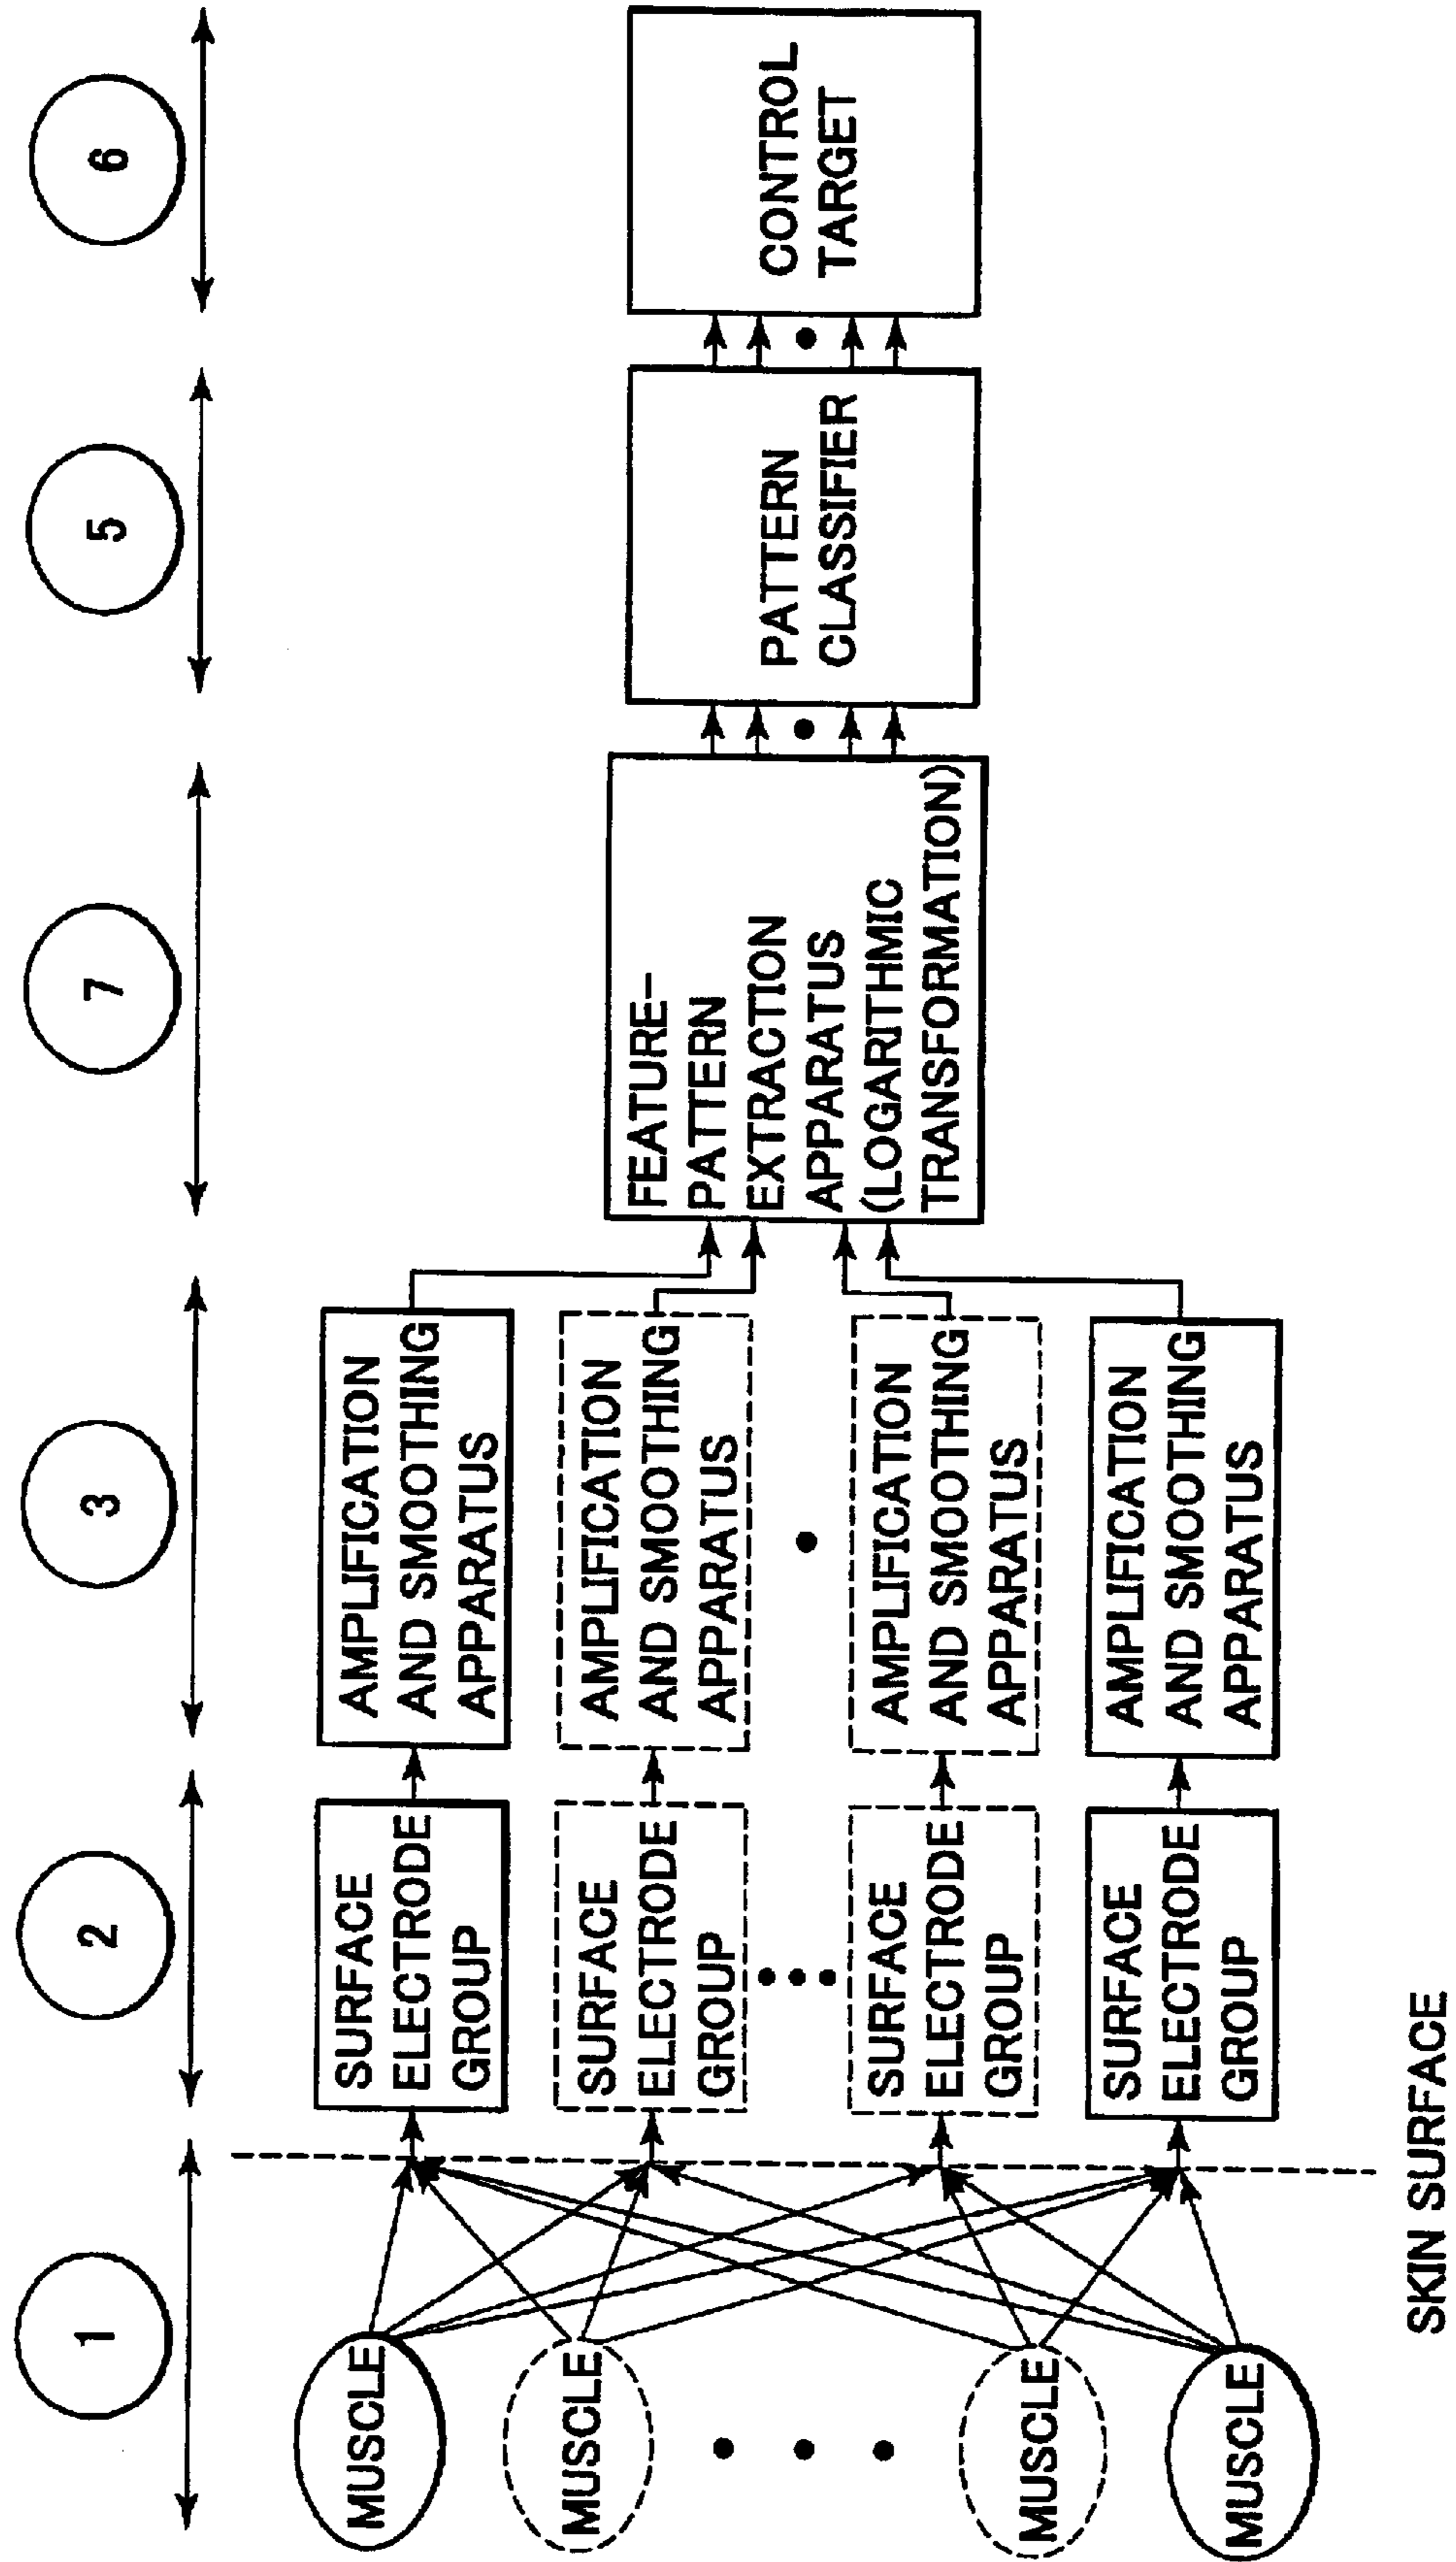 1
2
3
7
5
6
MUSCLE
MUSCLE
MUSCLE
MUSCLE
SURFACE
ELECTRODE
GROUP
SURFACE
ELECTRODE
GROUP
SURFACE
ELECTRODE
GROUP
SURFACE
ELECTRODE
GROUP
AMPLIFICATION
AND SMOOTHING
APPARATUS
AMPLIFICATION
AND SMOOTHING
APPARATUS
AMPLIFICATION
AND SMOOTHING
APPARATUS
AMPLIFICATION
AND SMOOTHING
APPARATUS
FEATURE-
PATTERN
EXTRACTION
APPARATUS
(LOGARITHMIC
TRANSFORMATION)
PATTERN
CLASSIFIER
CONTROL
TARGET
SKIN SURFACE